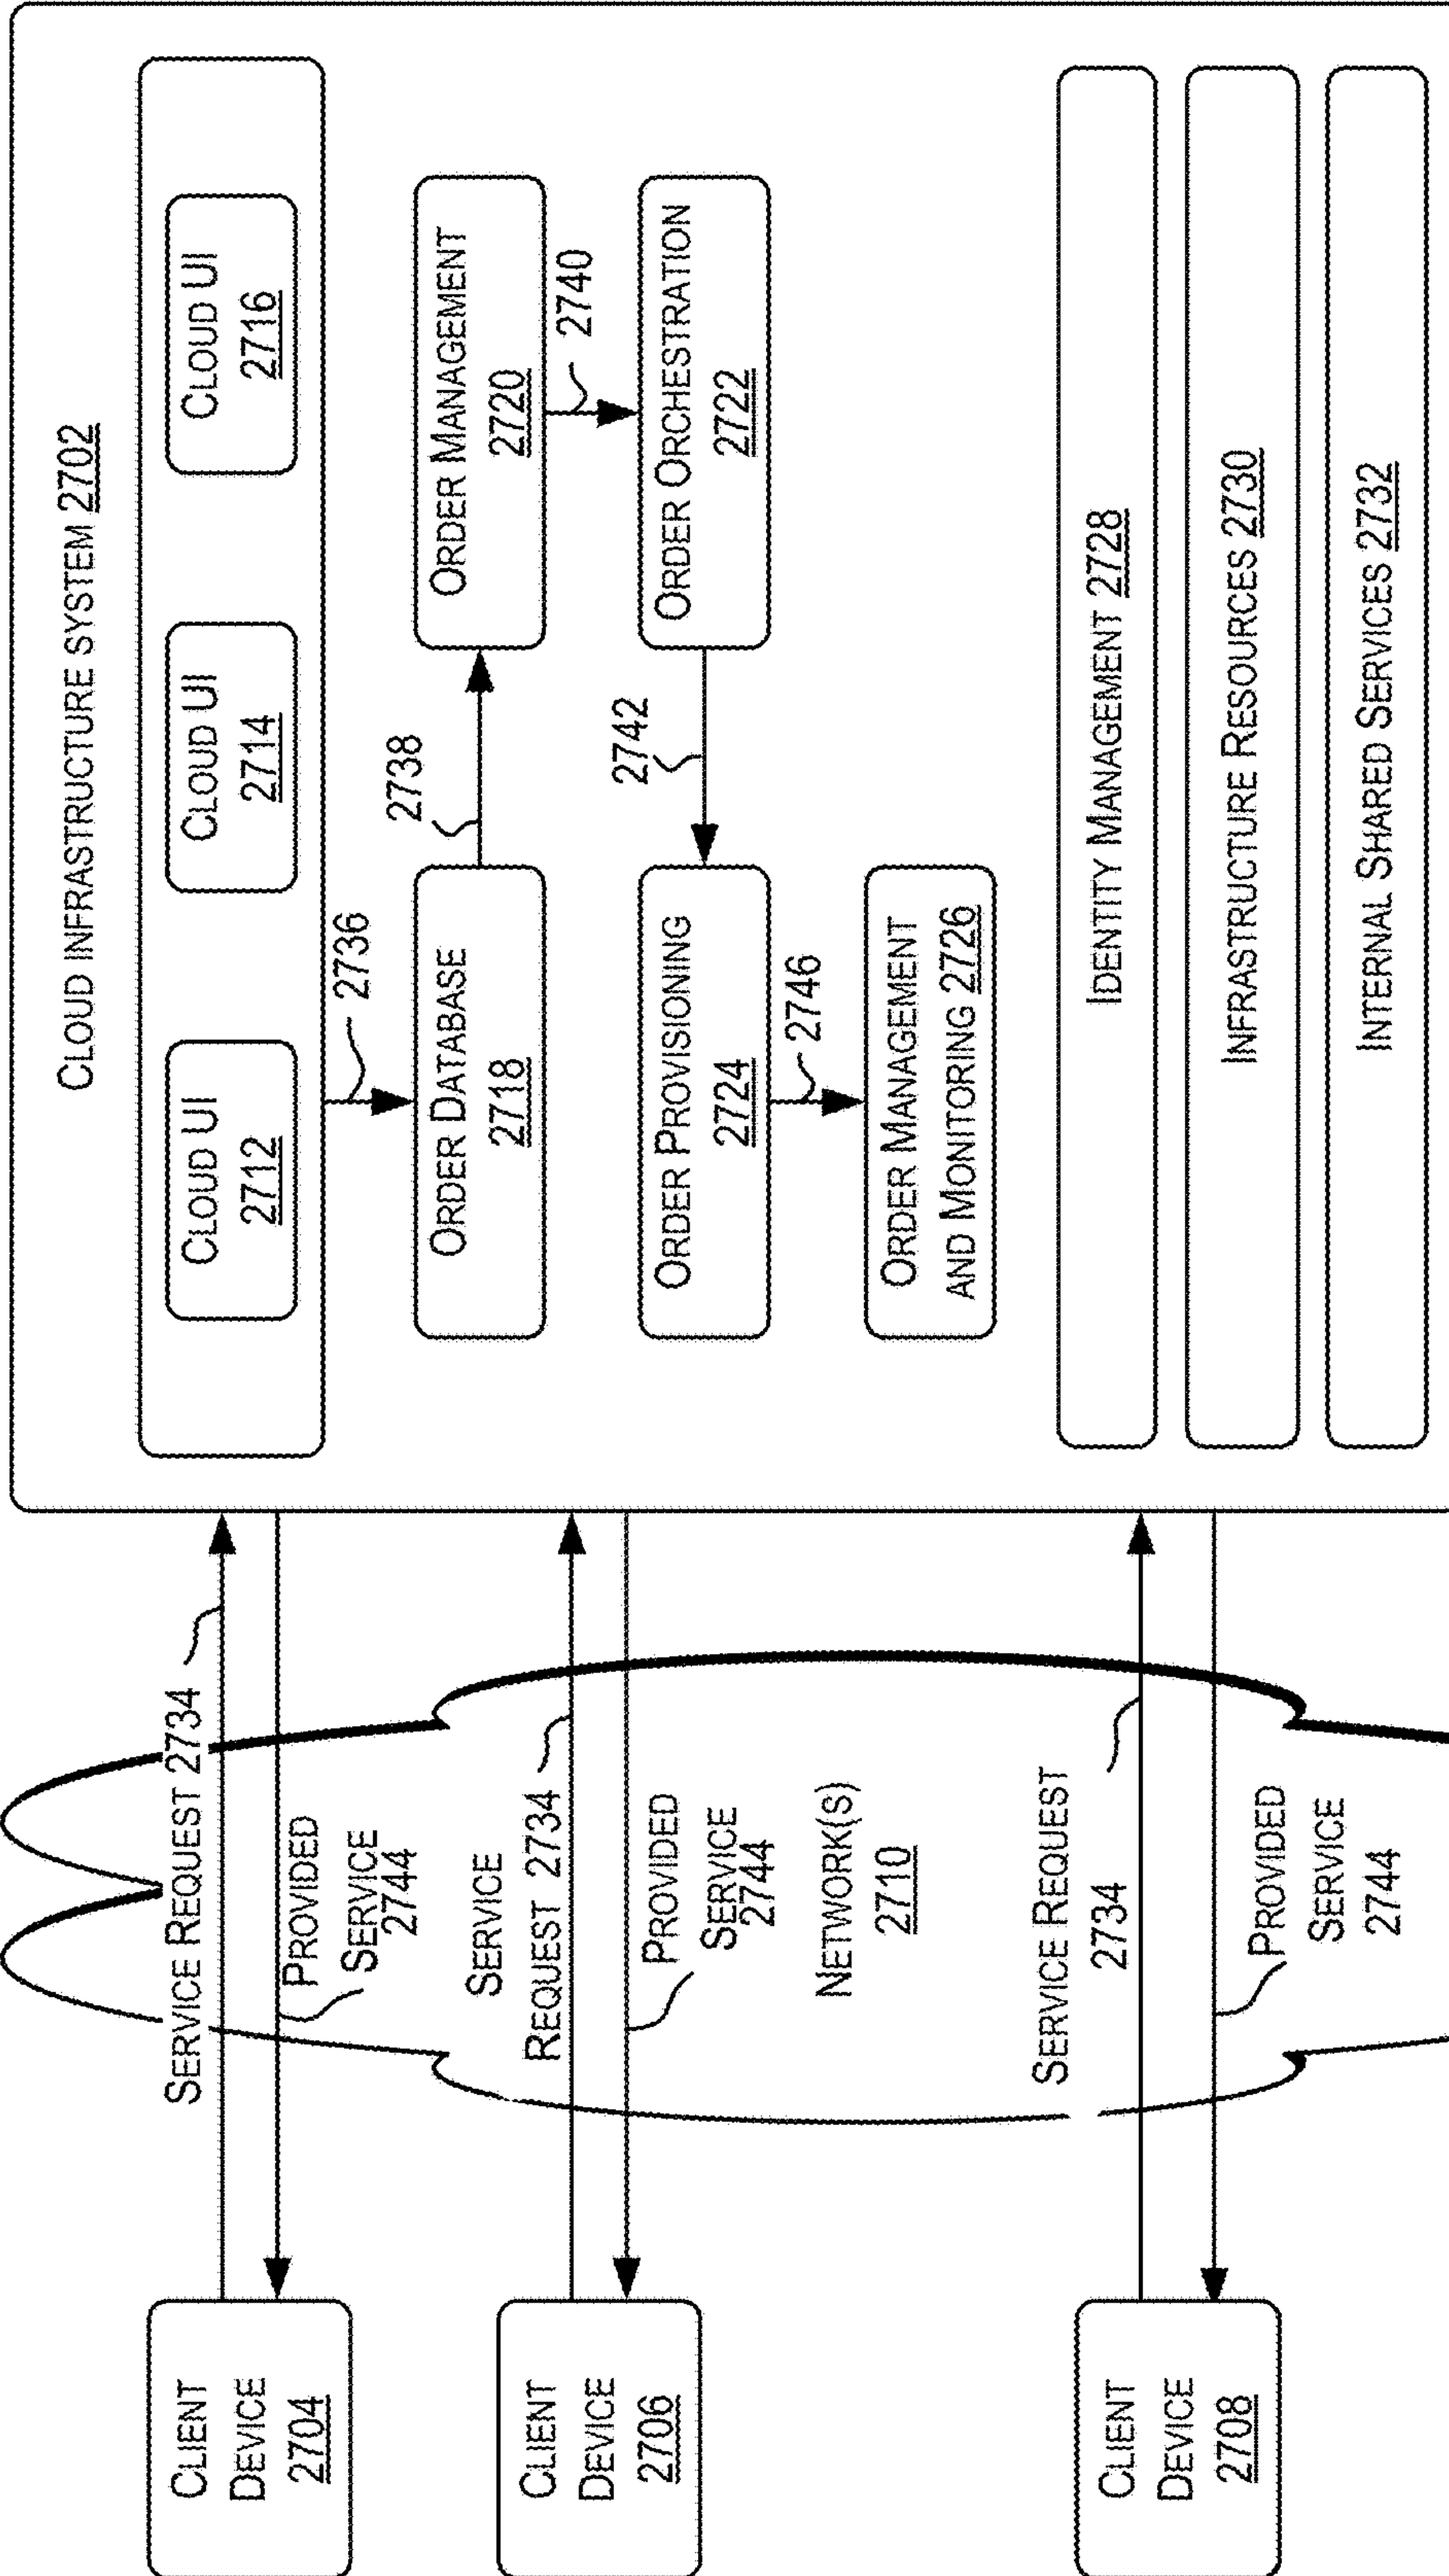 CLOUD INFRASTRUCTURE SYSTEM 2702
CLOUD UI
2712
CLOUD UI
2714
CLOUD UI
2716
2736
ORDER DATABASE
2718
2738
ORDER MANAGEMENT
2720
2740
ORDER PROVISIONING
2724
2742
ORDER ORCHESTRATION
2722
2746
ORDER MANAGEMENT
AND MONITORING 2726
IDENTITY MANAGEMENT 2728
INFRASTRUCTURE RESOURCES 2730
INTERNAL SHARED SERVICES 2732
CLIENT
DEVICE
2704
SERVICE REQUEST 2734
PROVIDED
SERVICE
2744
CLIENT
DEVICE
2706
SERVICE
REQUEST 2734
PROVIDED
SERVICE
2744
NETWORK(S)
2710
CLIENT
DEVICE
2708
SERVICE REQUEST
2734
PROVIDED
SERVICE
2744